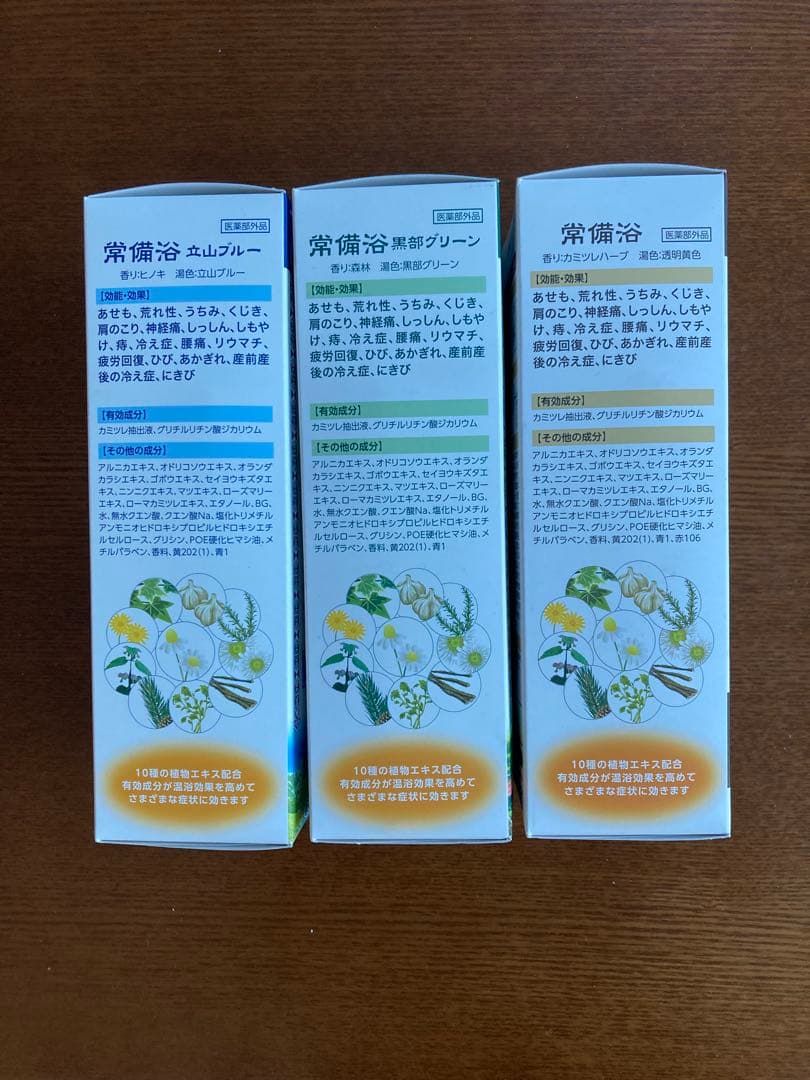 医薬部外品
常備浴 立山ブルー
香り:ヒノキ 湯色:立山ブルー
【効能・効果】
あせも、荒れ性、うちみ、くじき、
肩のこり、神経痛、しっしん、しもや
け、痔、冷え症、腰痛、リウマチ、
疲労回復、ひび、あかぎれ、産前産
後の冷え症、にきび
【有効成分】
カミツレ抽出液、グリチルリチン酸ジカリウム
【その他の成分】
アルニカエキス、オドリコソウエキス、オランダ
カラシエキス、ゴボウエキス、セイヨウキズタエ
キス、ニンニクエキス、マツエキス、ローズマリー
エキス、ローマカミツレエキス、エタノール、BG、
水、無水クエン酸、クエン酸Na、塩化トリメチル
アンモニオヒドロキシプロピルヒドロキシエチ
ルセルロース、グリシン、POE硬化ヒマシ油、メ
チルパラベン、香料、黄202(1)、青1
10種の植物エキス配合
有効成分が温浴効果を高めて
さまざまな症状に効きます
医薬部外品
常備浴 黒部グリーン
香り:森林 湯色:黒部グリーン
【効能・効果】
あせも、荒れ性、うちみ、くじき、
肩のこり、神経痛、しっしん、しもや
け、痔、冷え症、腰痛、リウマチ、
疲労回復、ひび、あかぎれ、産前産
後の冷え症、にきび
【有効成分】
カミツレ抽出液、グリチルリチン酸ジカリウム
【その他の成分】
アルニカエキス、オドリコソウエキス、オランダ
カラシエキス、ゴボウエキス、セイヨウキズタエ
キス、ニンニクエキス、マツエキス、ローズマリー
エキス、ローマカミツレエキス、エタノール、BG、
水、無水クエン酸、クエン酸Na、塩化トリメチル
アンモニオヒドロキシプロピルヒドロキシエチ
ルセルロース、グリシン、POE硬化ヒマシ油、メ
チルパラベン、香料、黄202(1)、青1
10種の植物エキス配合
有効成分が温浴効果を高めて
さまざまな症状に効きます
常備浴 医薬部外品
香り:カミツレハーブ 湯色:透明黄色
【効能・効果】
あせも、荒れ性、うちみ、くじき、
肩のこり、神経痛、しっしん、しもや
け、痔、冷え症、腰痛、リウマチ、
疲労回復、ひび、あかぎれ、産前産
後の冷え症、にきび
【有効成分】
カミツレ抽出液、グリチルリチン酸ジカリウム
【その他の成分】
アルニカエキス、オドリコソウエキス、オランダ
カラシエキス、ゴボウエキス、セイヨウキズタエ
キス、ニンニクエキス、マツエキス、ローズマリー
エキス、ローマカミツレエキス、エタノール、BG、
水、無水クエン酸、クエン酸Na、塩化トリメチル
アンモニオヒドロキシプロピルヒドロキシエチ
ルセルロース、グリシン、POE硬化ヒマシ油、メ
チルパラベン、香料、黄202(1)、青1、赤106
10種の植物エキス配合
有効成分が温浴効果を高めて
さまざまな症状に効きます